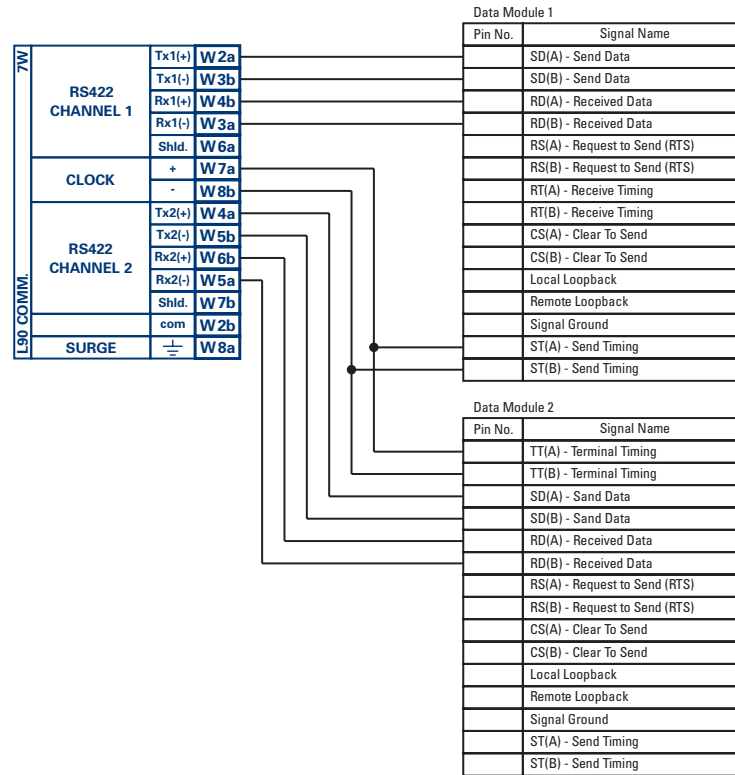 7W
L90 COMM.
RS422
CHANNEL 1
Tx1(+) W2a
Tx1(-) W3b
Rx1(+) W4b
Rx1(-) W3a
Shld. W6a
CLOCK
+ W7a
- W8b
RS422
CHANNEL 2
Tx2(+) W4a
Tx2(-) W5b
Rx2(+) W6b
Rx2(-) W5a
Shld. W7b
com W2b
SURGE W8a
Data Module 1
Pin No. Signal Name
SD(A) - Send Data
SD(B) - Send Data
RD(A) - Received Data
RD(B) - Received Data
RS(A) - Request to Send (RTS)
RS(B) - Request to Send (RTS)
RT(A) - Receive Timing
RT(B) - Receive Timing
CS(A) - Clear To Send
CS(B) - Clear To Send
Local Loopback
Remote Loopback
Signal Ground
ST(A) - Send Timing
ST(B) - Send Timing
Data Module 2
Pin No. Signal Name
TT(A) - Terminal Timing
TT(B) - Terminal Timing
SD(A) - Sand Data
SD(B) - Sand Data
RD(A) - Received Data
RD(B) - Received Data
RS(A) - Request to Send (RTS)
RS(B) - Request to Send (RTS)
CS(A) - Clear To Send
CS(B) - Clear To Send
Local Loopback
Remote Loopback
Signal Ground
ST(A) - Send Timing
ST(B) - Send Timing